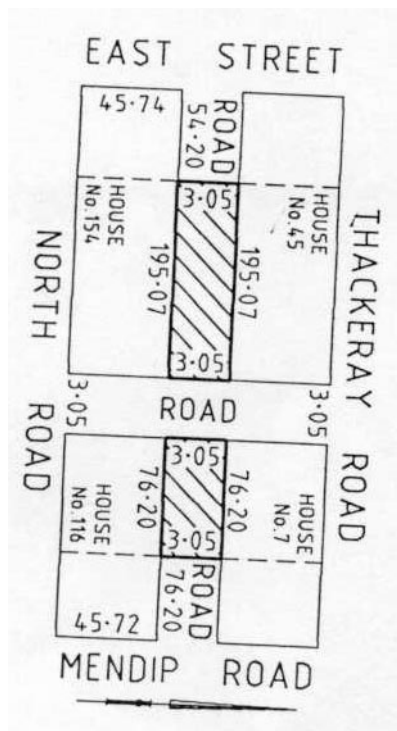 EAST STREET
45·74
ROAD
54·20
3·05
HOUSE
No.154
HOUSE
No.45
195·07
195·07
3·05
NORTH
ROAD
THACKERAY ROAD
3·05
ROAD
3·05
3·05
76·20
76·20
HOUSE
No.116
HOUSE
No.7
3·05
ROAD
76·20
45·72
MENDIP ROAD